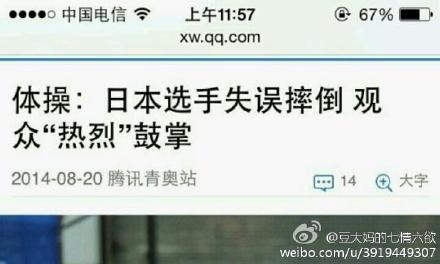 中国电信 上午11:57 67%
xw.qq.com
体操：日本选手失误摔倒 观
众“热烈”鼓掌
2014-08-20 腾讯青奥站 14 大字
@豆大妈的七情六欲
weibo.com/u/3919449307